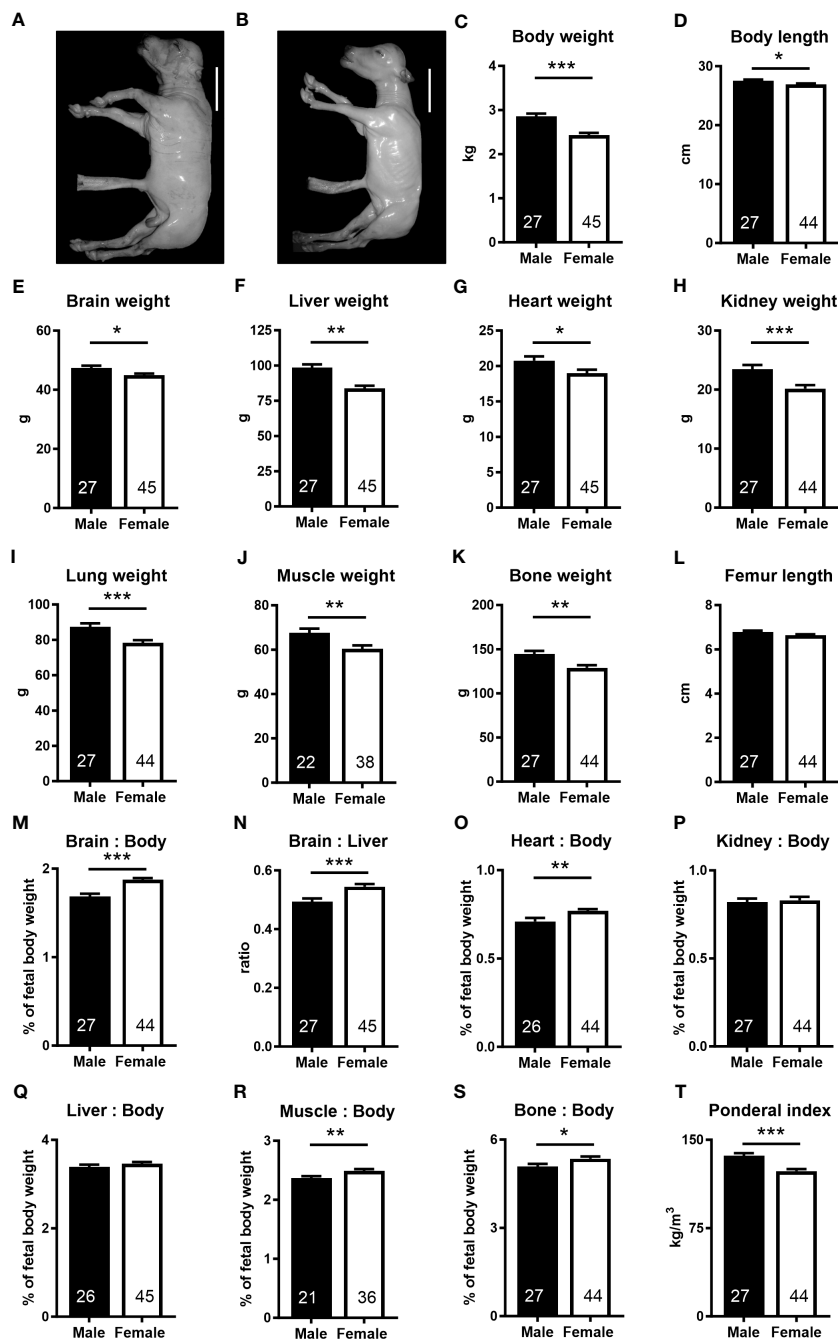 A
B
C
Body weight
4
3
2
1
0
kg
***
27
45
Male Female
D
Body length
30
20
10
0
cm
*
27
44
Male Female
E
Brain weight
60
40
20
0
g
*
27
45
Male Female
F
Liver weight
125
100
75
50
25
0
g
**
27
45
Male Female
G
Heart weight
25
20
15
10
5
0
g
*
27
45
Male Female
H
Kidney weight
30
20
10
0
g
***
27
44
Male Female
I
Lung weight
100
80
60
40
20
0
g
***
27
44
Male Female
J
Muscle weight
80
60
40
20
0
g
**
22
38
Male Female
K
Bone weight
200
150
100
50
0
g
**
27
44
Male Female
L
Femur length
8
6
4
2
0
cm
27
44
Male Female
M
Brain : Body
2
1
0
% of fetal body weight
***
27
44
Male Female
N
Brain : Liver
0.6
0.4
0.2
0.0
ratio
***
27
45
Male Female
O
Heart : Body
1.0
0.5
0.0
% of fetal body weight
**
26
44
Male Female
P
Kidney : Body
1.0
0.5
0.0
% of fetal body weight
27
44
Male Female
Q
Liver : Body
4
2
0
% of fetal body weight
26
45
Male Female
R
Muscle : Body
3
2
1
0
% of fetal body weight
**
21
36
Male Female
S
Bone : Body
6
3
0
% of fetal body weight
*
27
44
Male Female
T
Ponderal index
150
75
0
kg/m³
***
27
44
Male Female